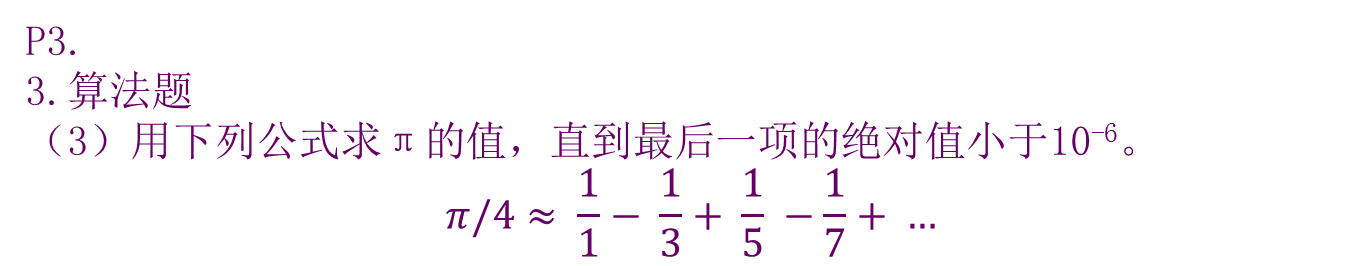 P3.
3.算法题
（3）用下列公式求π的值，直到最后一项的绝对值小于10⁻⁶。
π/4 ≈ 1/1 − 1/3 + 1/5 − 1/7 + …